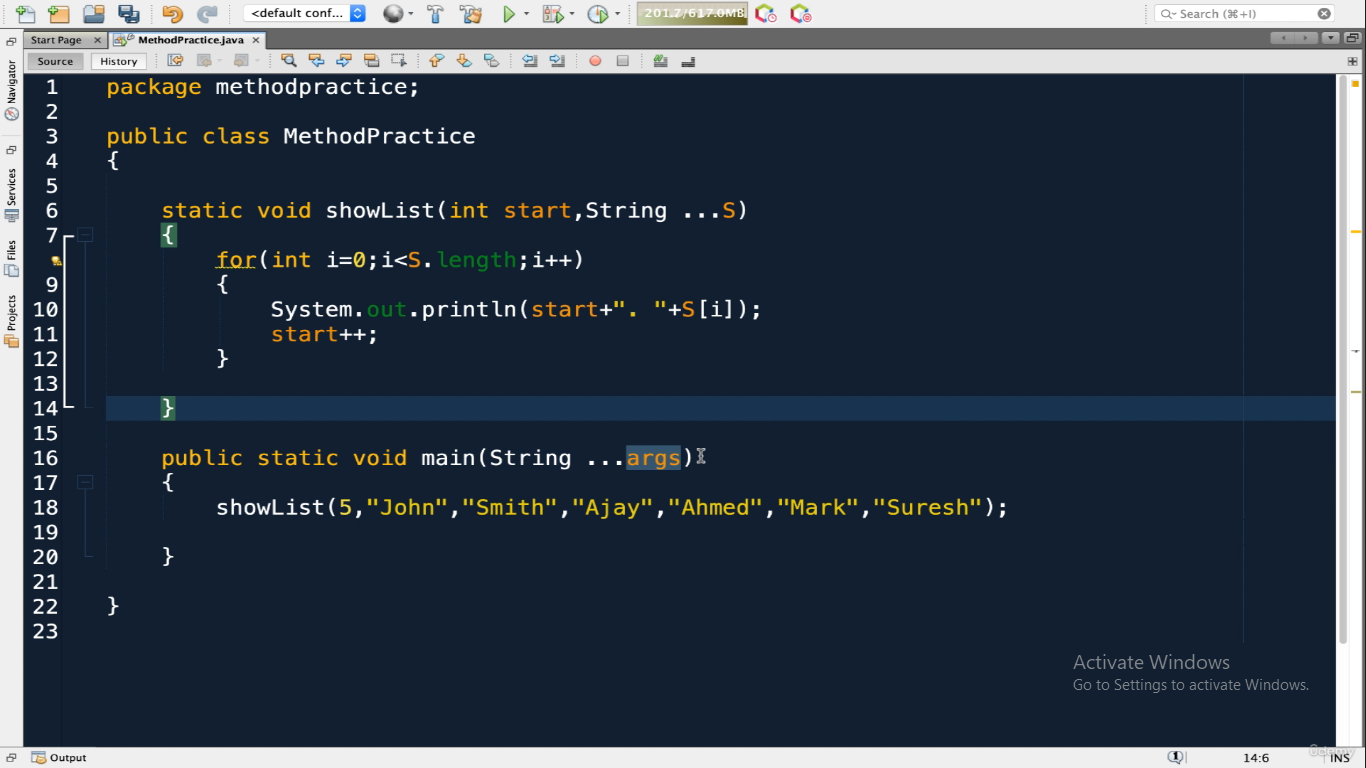 <default conf...
201.7/617.0MB
Search (⌘+I)
Start Page
MethodPractice.java
Source History
Navigator
Services
Files
Projects
1 package methodpractice;
2
3 public class MethodPractice
4 {
5
6 static void showList(int start,String ...S)
7 {
for(int i=0;i<S.length;i++)
9 {
10 System.out.println(start+". "+S[i]);
11 start++;
12 }
13
14 }
15
16 public static void main(String ...args)
17 {
18 showList(5,"John","Smith","Ajay","Ahmed","Mark","Suresh");
19
20 }
21
22 }
23
Activate Windows
Go to Settings to activate Windows.
Output
1
14:6
INS
Udemy